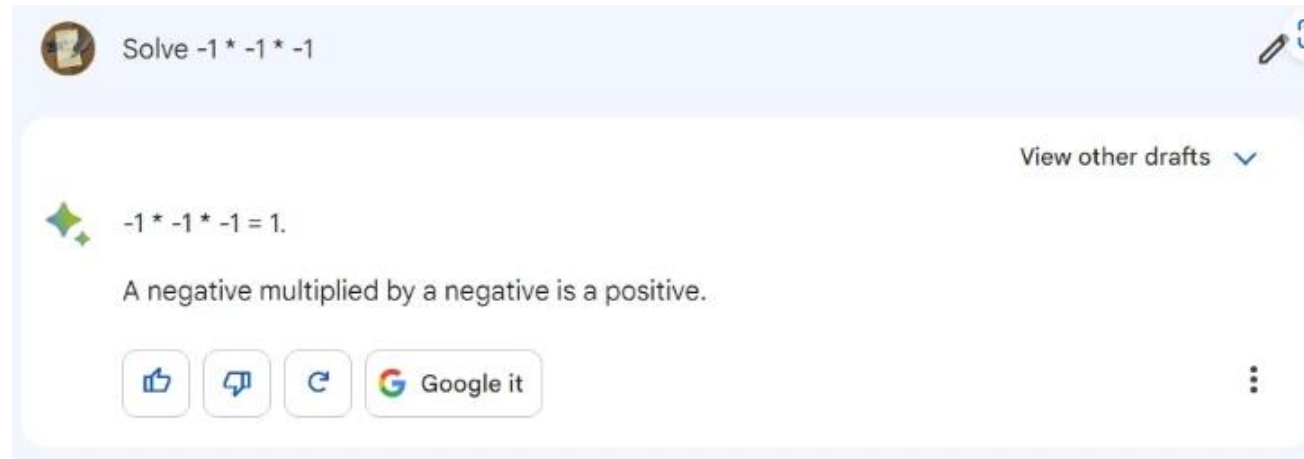 Solve -1 * -1 * -1
View other drafts
-1 * -1 * -1 = 1.
A negative multiplied by a negative is a positive.
Google it